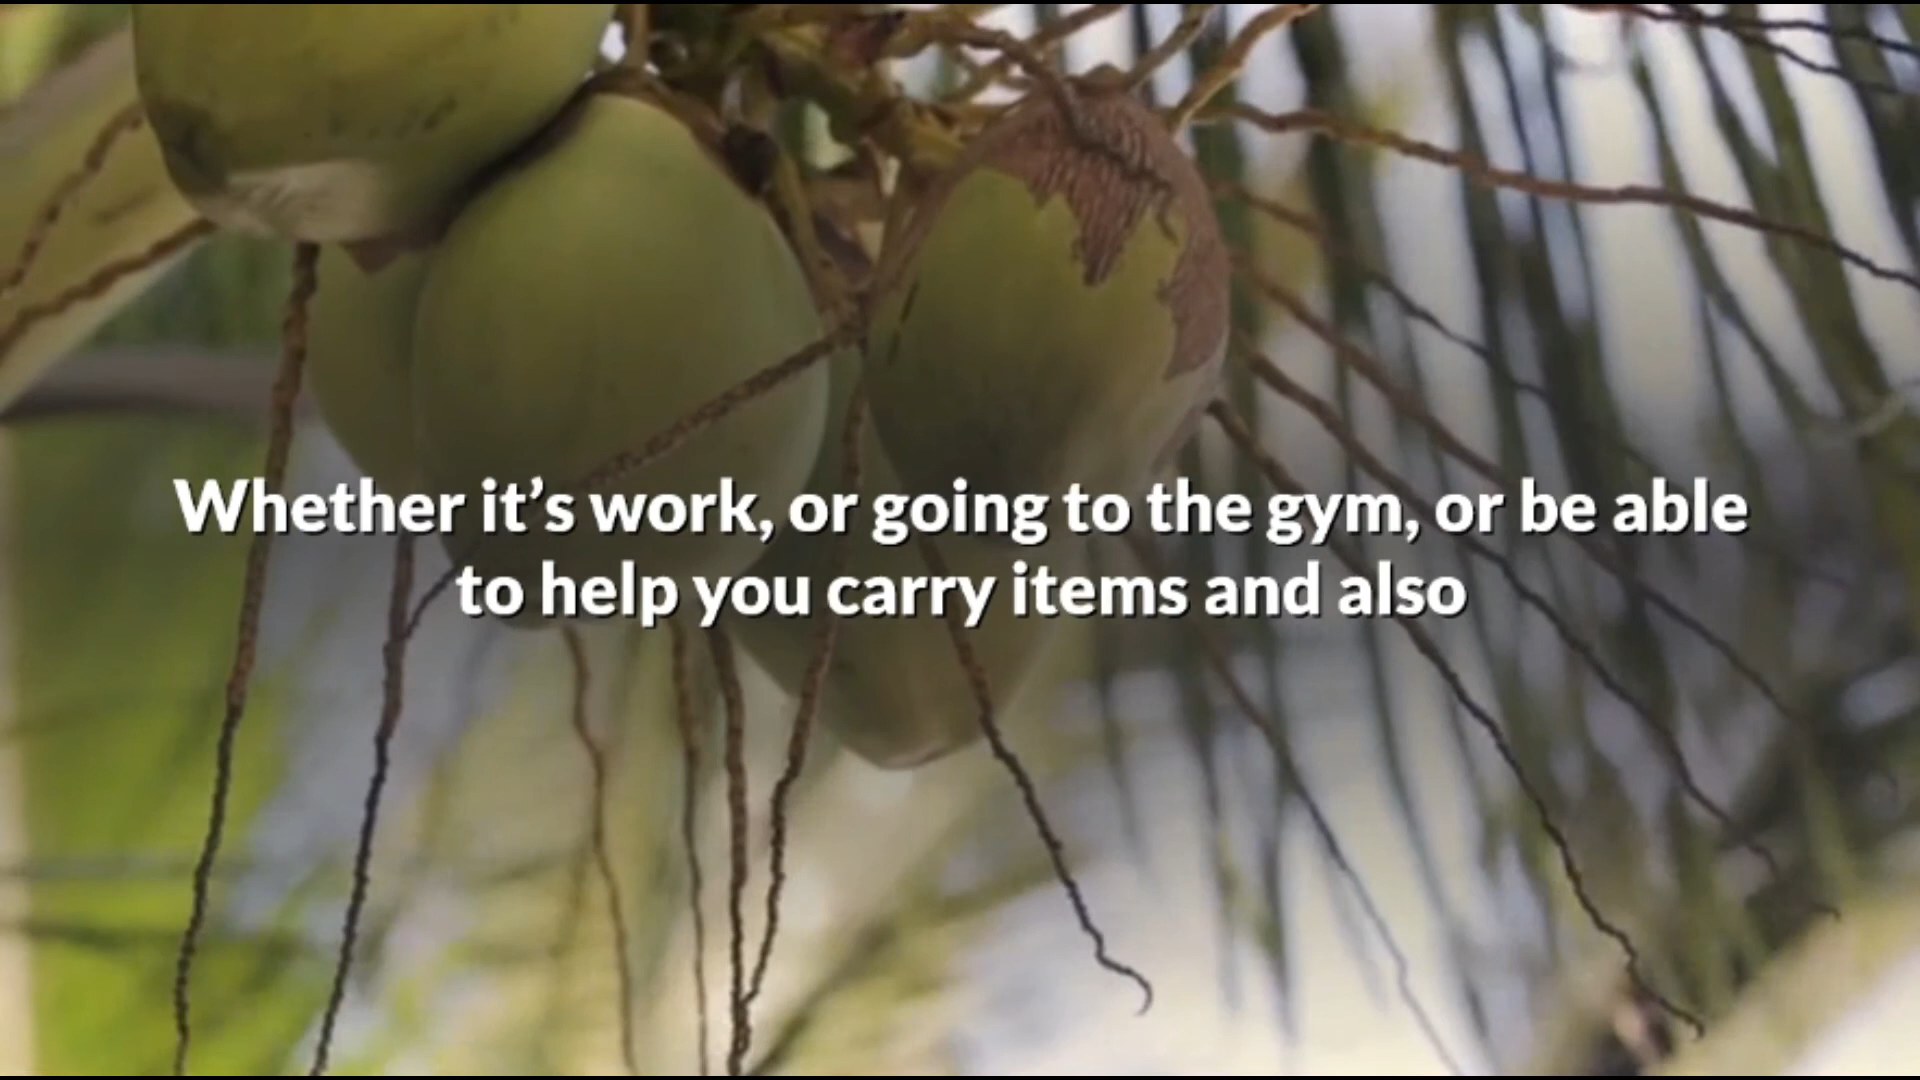 Whether it’s work, or going to the gym, or be able
to help you carry items and also